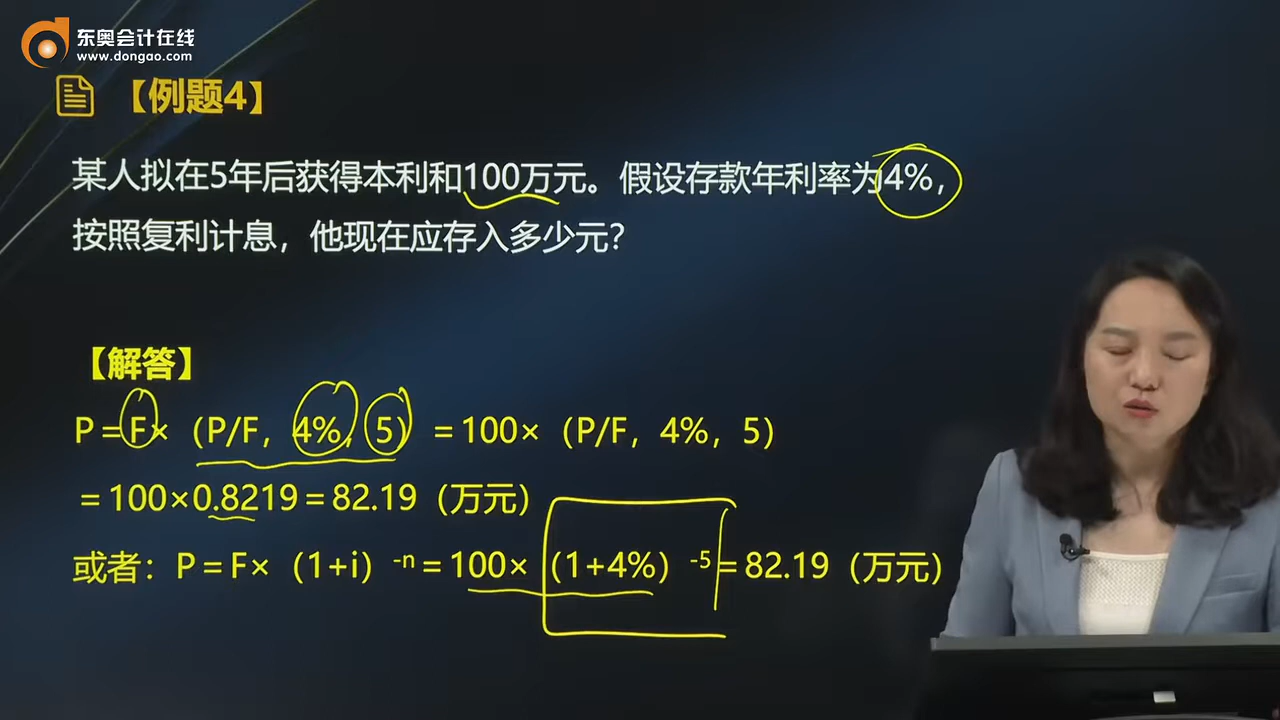 东奥会计在线
www.dongao.com
【例题4】
某人拟在5年后获得本利和100万元。假设存款年利率为4%，
按照复利计息，他现在应存入多少元？
【解答】
P＝F×（P/F，4%，5）＝100×（P/F，4%，5）
＝100×0.8219＝82.19（万元）
或者：P＝F×（1+i）-n＝100×（1+4%）-5＝82.19（万元）